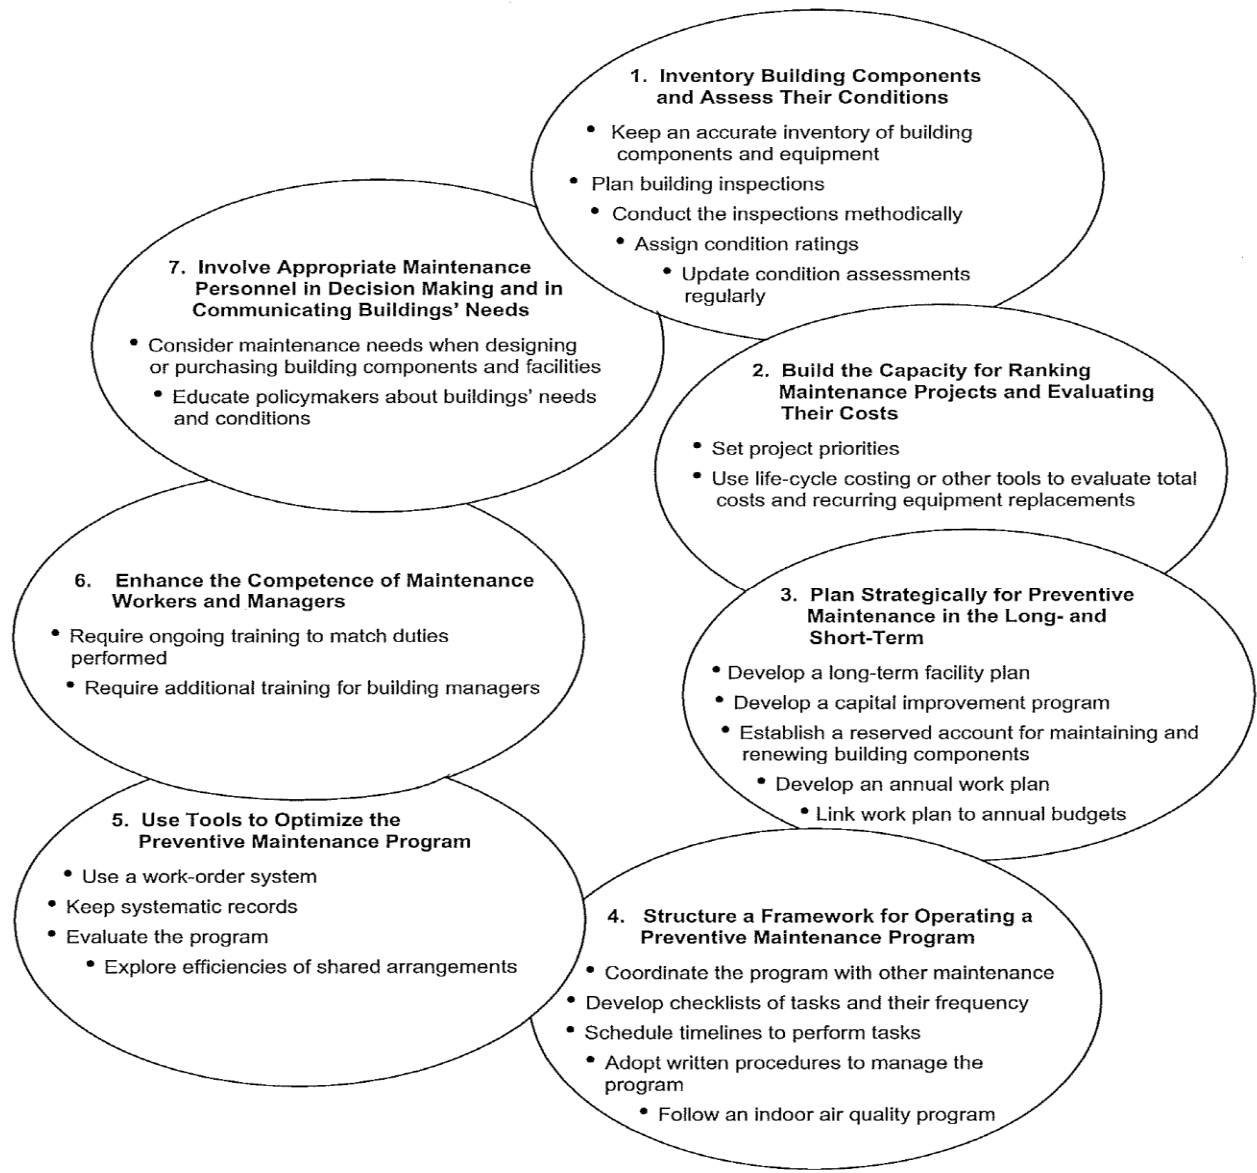 1. Inventory Building Components
and Assess Their Conditions
• Keep an accurate inventory of building
components and equipment
• Plan building inspections
• Conduct the inspections methodically
• Assign condition ratings
• Update condition assessments
regularly
2. Build the Capacity for Ranking
Maintenance Projects and Evaluating
Their Costs
• Set project priorities
• Use life-cycle costing or other tools to evaluate total
costs and recurring equipment replacements
3. Plan Strategically for Preventive
Maintenance in the Long- and
Short-Term
• Develop a long-term facility plan
• Develop a capital improvement program
• Establish a reserved account for maintaining and
renewing building components
• Develop an annual work plan
• Link work plan to annual budgets
4. Structure a Framework for Operating a
Preventive Maintenance Program
• Coordinate the program with other maintenance
• Develop checklists of tasks and their frequency
• Schedule timelines to perform tasks
• Adopt written procedures to manage the
program
• Follow an indoor air quality program
5. Use Tools to Optimize the
Preventive Maintenance Program
• Use a work-order system
• Keep systematic records
• Evaluate the program
• Explore efficiencies of shared arrangements
6. Enhance the Competence of Maintenance
Workers and Managers
• Require ongoing training to match duties
performed
• Require additional training for building managers
7. Involve Appropriate Maintenance
Personnel in Decision Making and in
Communicating Buildings' Needs
• Consider maintenance needs when designing
or purchasing building components and facilities
• Educate policymakers about buildings' needs
and conditions